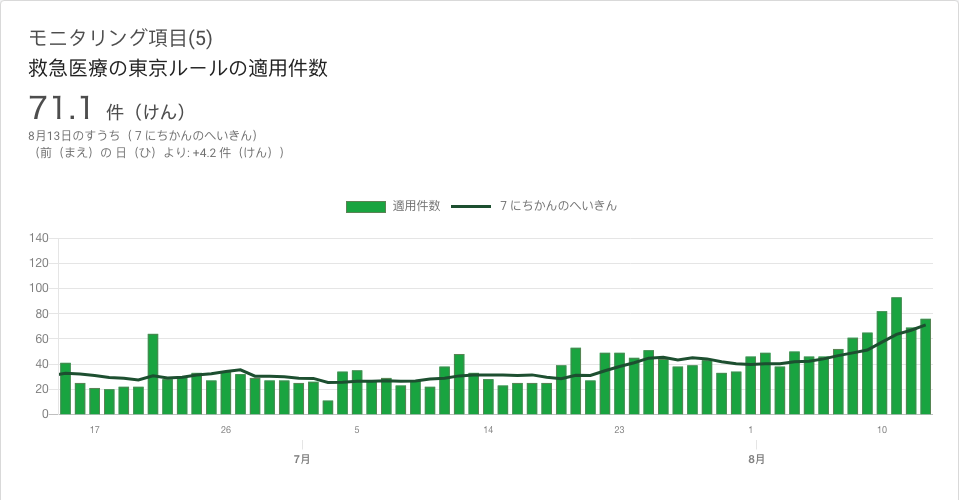 モニタリング項目(5)
救急医療の東京ルールの適用件数
71.1 件（けん）
8月13日のすうち（７にちかんのへいきん）
（前（まえ）の 日（ひ）より: +4.2 件（けん））
適用件数 ７にちかんのへいきん
140
120
100
80
60
40
20
0
17 26 5 14 23 1 10
7月 8月